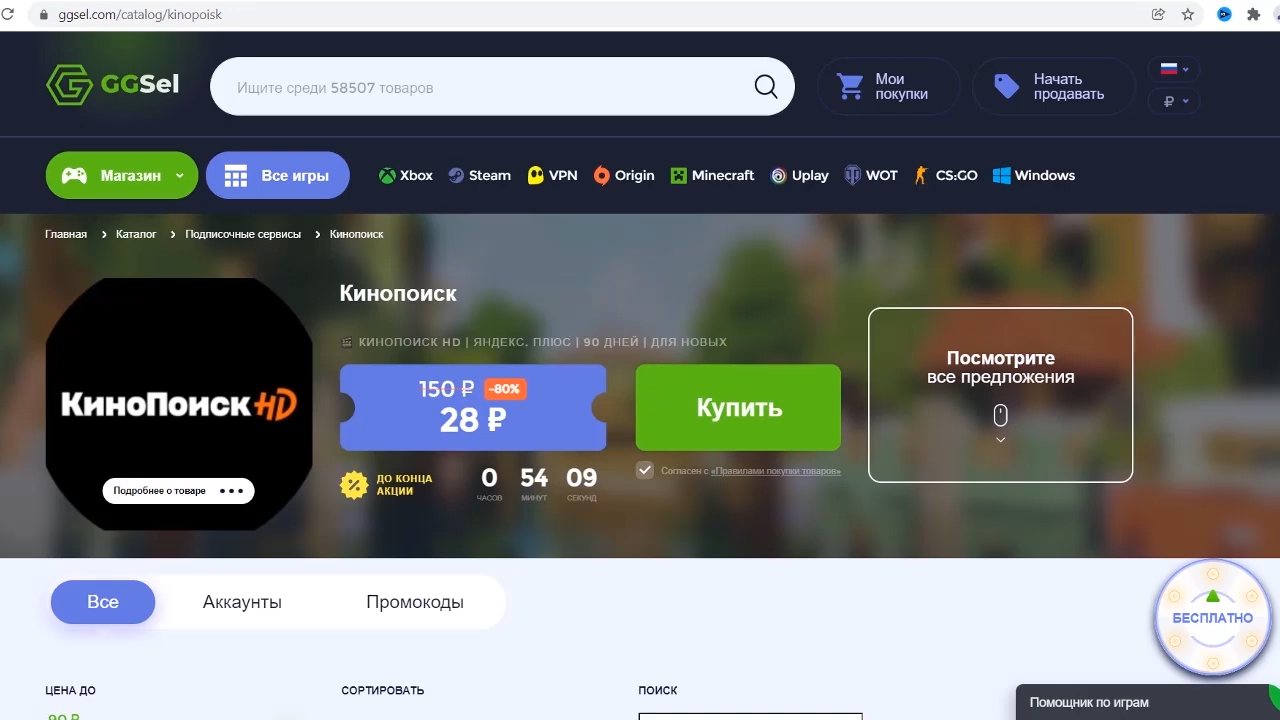 ggsel.com/catalog/kinopoisk
GGSel
Ищите среди 58507 товаров
Мои
покупки
Начать
продавать
₽
Магазин
Все игры
Xbox
Steam
VPN
Origin
Minecraft
Uplay
WOT
CS:GO
Windows
Главная > Каталог > Подписочные сервисы > Кинопоиск
КиноПоискHD
Подробнее о товаре
Кинопоиск
КИНОПОИСК HD | ЯНДЕКС. ПЛЮС | 90 ДНЕЙ | ДЛЯ НОВЫХ
150 ₽ -80%
28 ₽
ДО КОНЦА
АКЦИИ
0 54 09
ЧАСОВ МИНУТ СЕКУНД
Купить
Согласен с «Правилами покупки товаров»
Посмотрите
все предложения
Все
Аккаунты
Промокоды
БЕСПЛАТНО
ЦЕНА ДО
СОРТИРОВАТЬ
ПОИСК
90 ₽
Помощник по играм